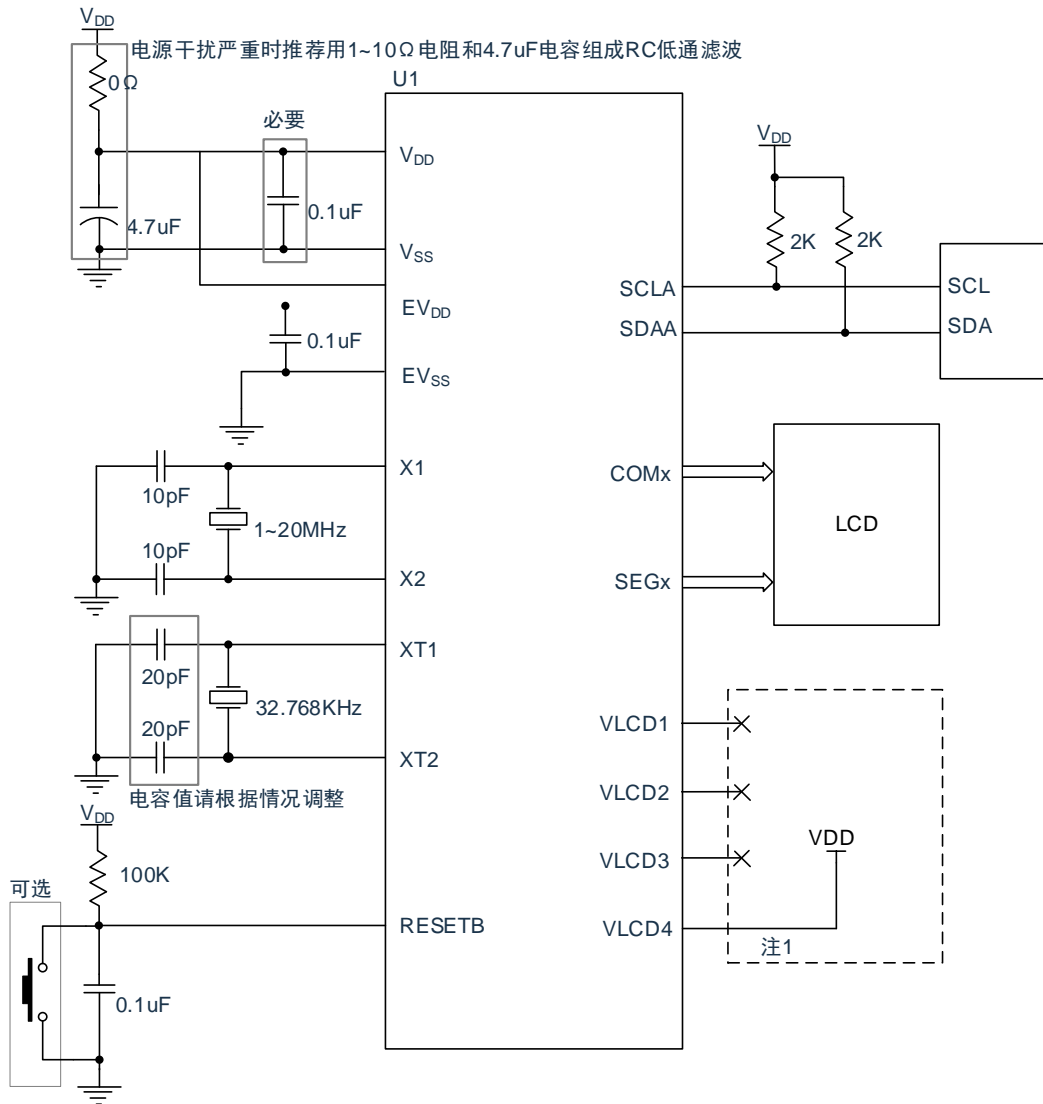 VDD
电源干扰严重时推荐用1~10Ω电阻和4.7uF电容组成RC低通滤波
0Ω
U1
必要
VDD
0.1uF
4.7uF
VSS
EVDD
0.1uF
EVSS
X1
10pF
1~20MHz
10pF
X2
XT1
20pF
32.768KHz
20pF
XT2
电容值请根据情况调整
VDD
100K
可选
RESETB
0.1uF
VDD
2K
2K
SCLA
SCL
SDAA
SDA
COMx
LCD
SEGx
VLCD1
VLCD2
VDD
VLCD3
VLCD4
注1